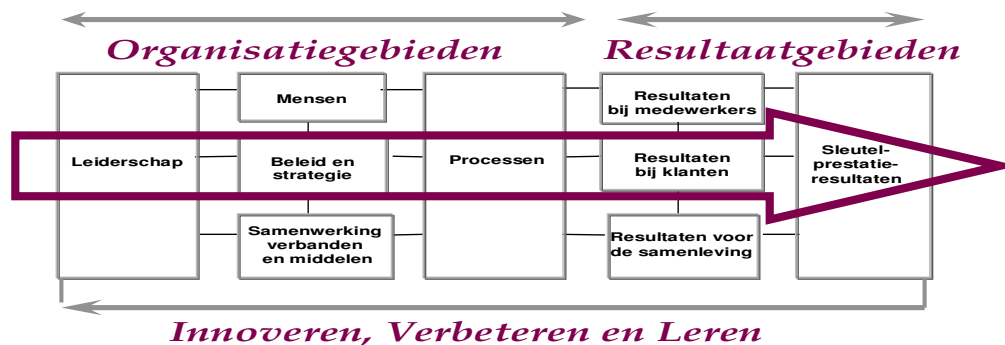 Organisatiegebieden
Resultaatgebieden
Mensen
Resultaten
bij medewerkers
Leiderschap
Beleid en
strategie
Processen
Resultaten
bij klanten
Sleutel-
prestatie-
resultaten
Samenwerking
verbanden
en middelen
Resultaten voor
de samenleving
Innoveren, Verbeteren en Leren